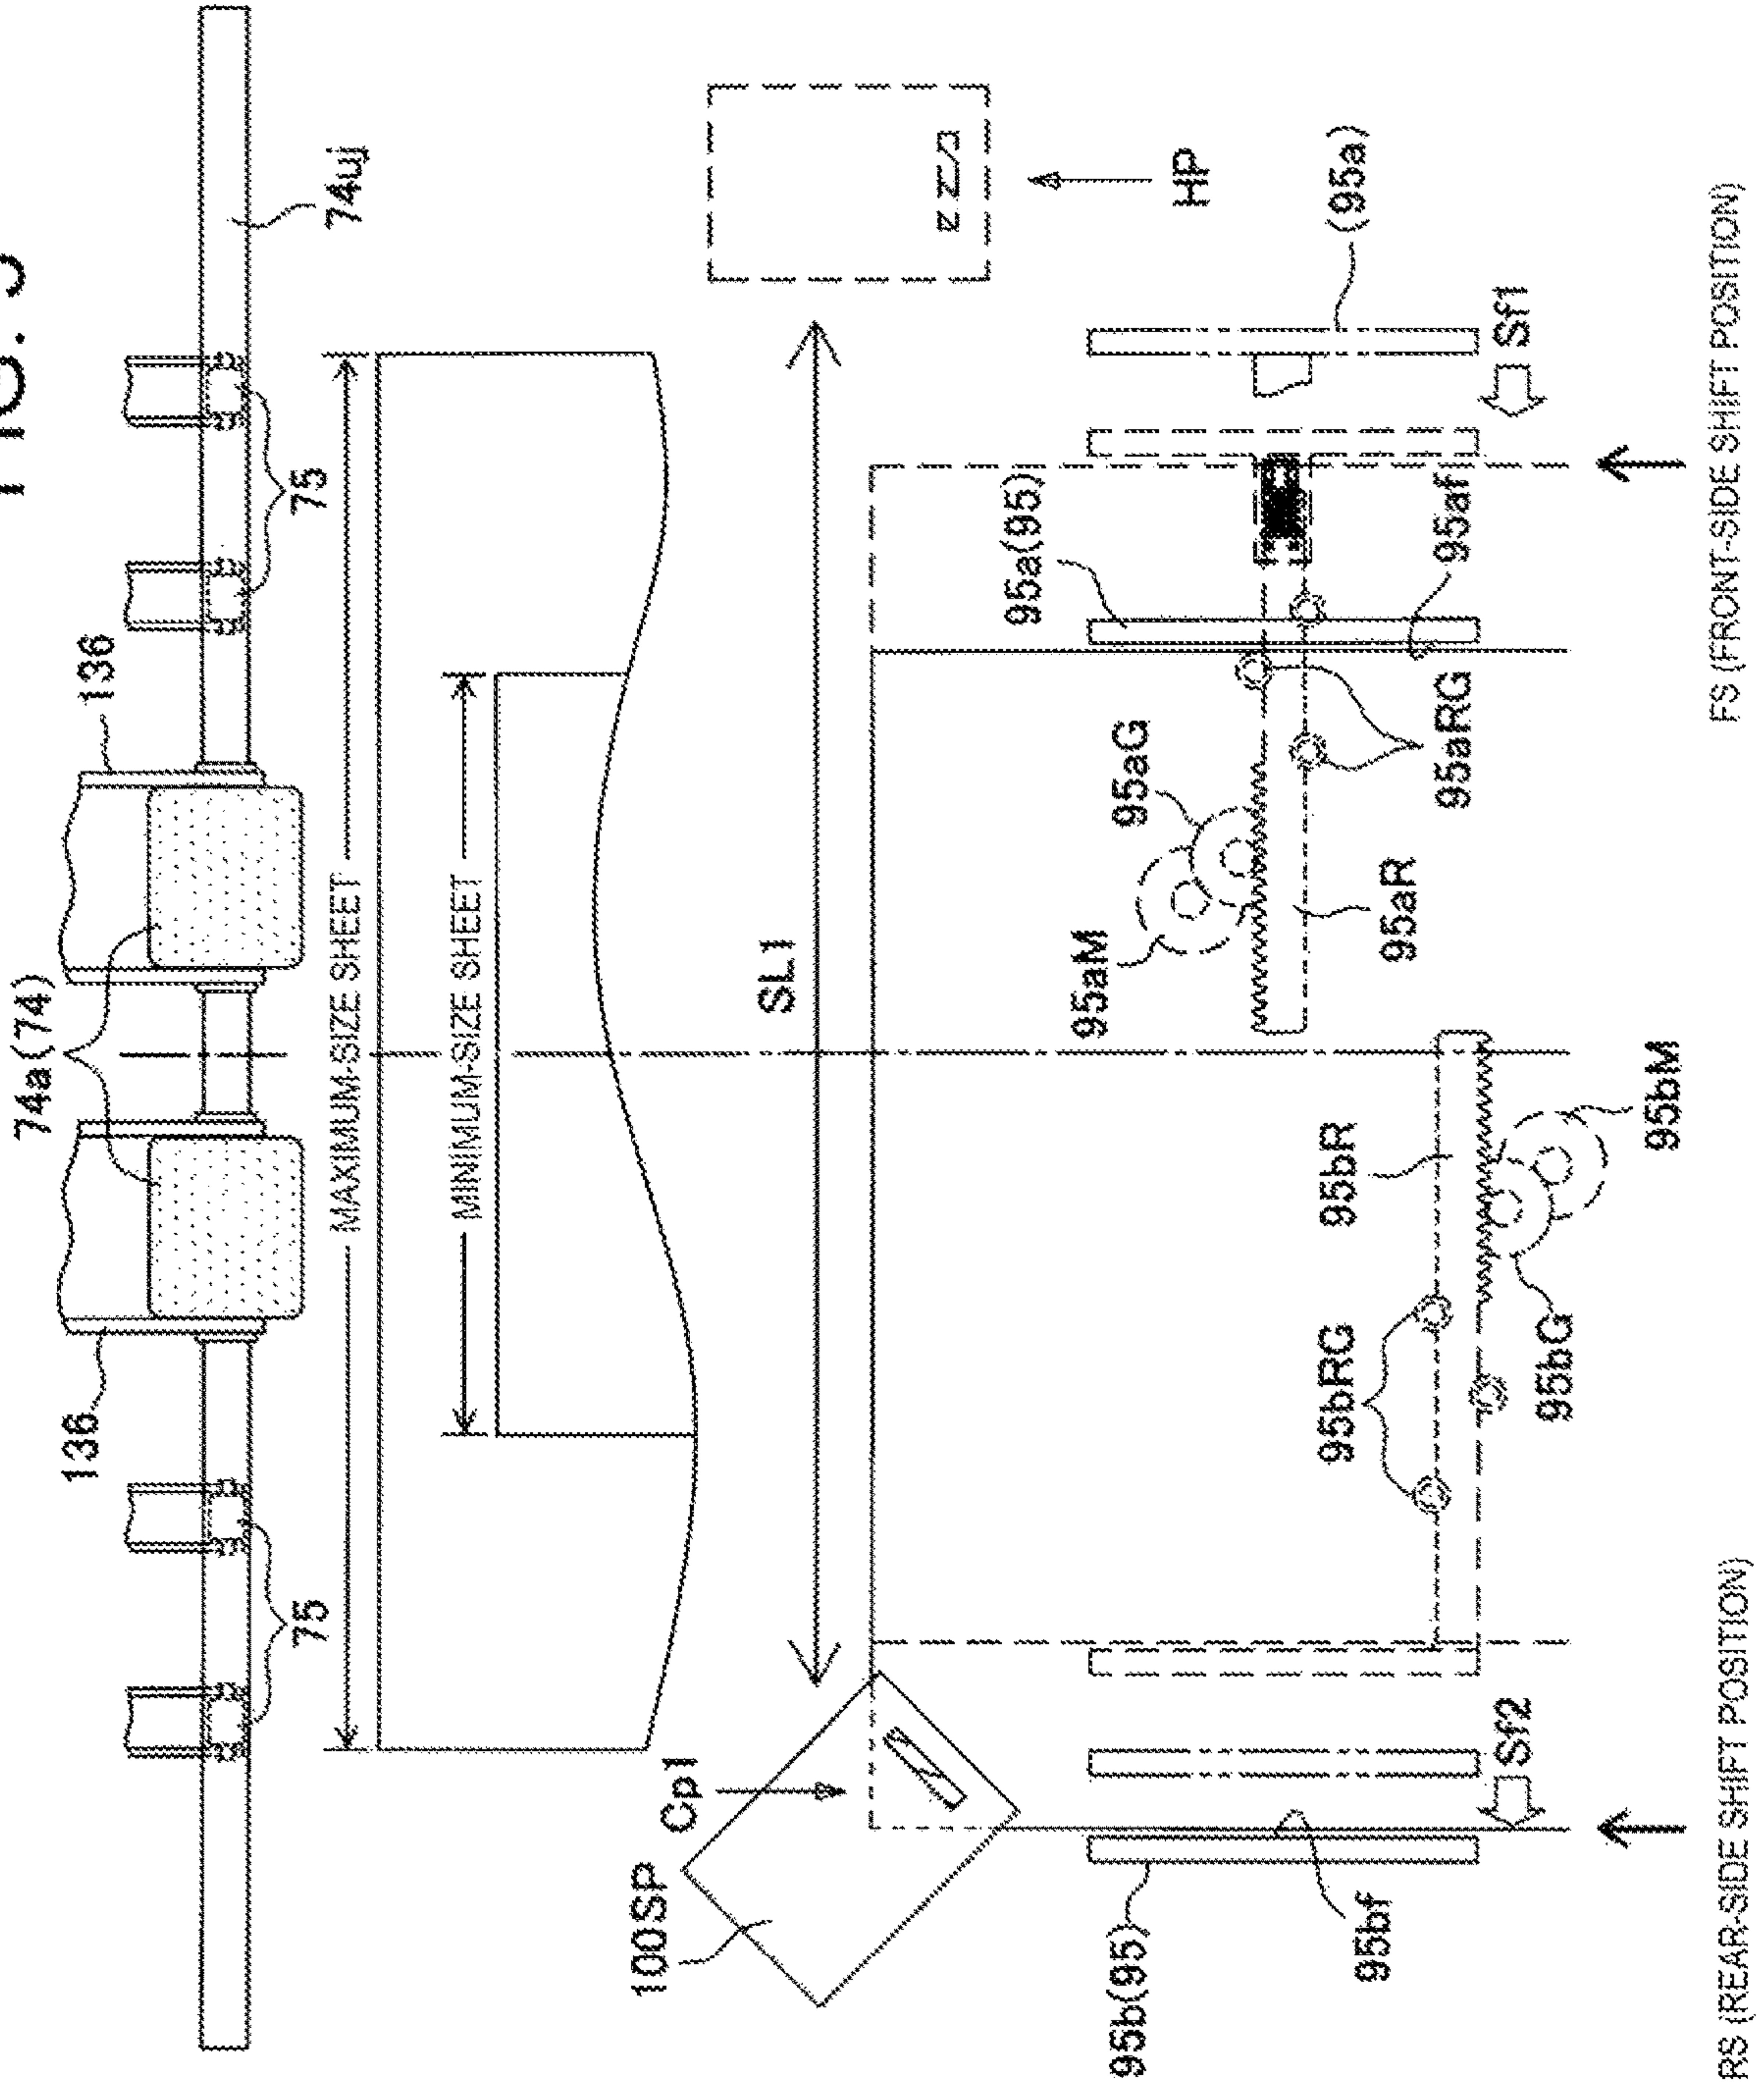 74uj
75
136
74a(74)
136
75
MAXIMUM-SIZE SHEET
MINIMUM-SIZE SHEET
SL1
HP
(95a)
Sf1
95a(95)
95af
95aRG
95aG
95aM
95aR
FS (FRONT-SIDE SHIFT POSITION)
95bM
95bR
95bRG
95bG
Cp1
100SP
Sf2
95bf
95b(95)
RS (REAR-SIDE SHIFT POSITION)